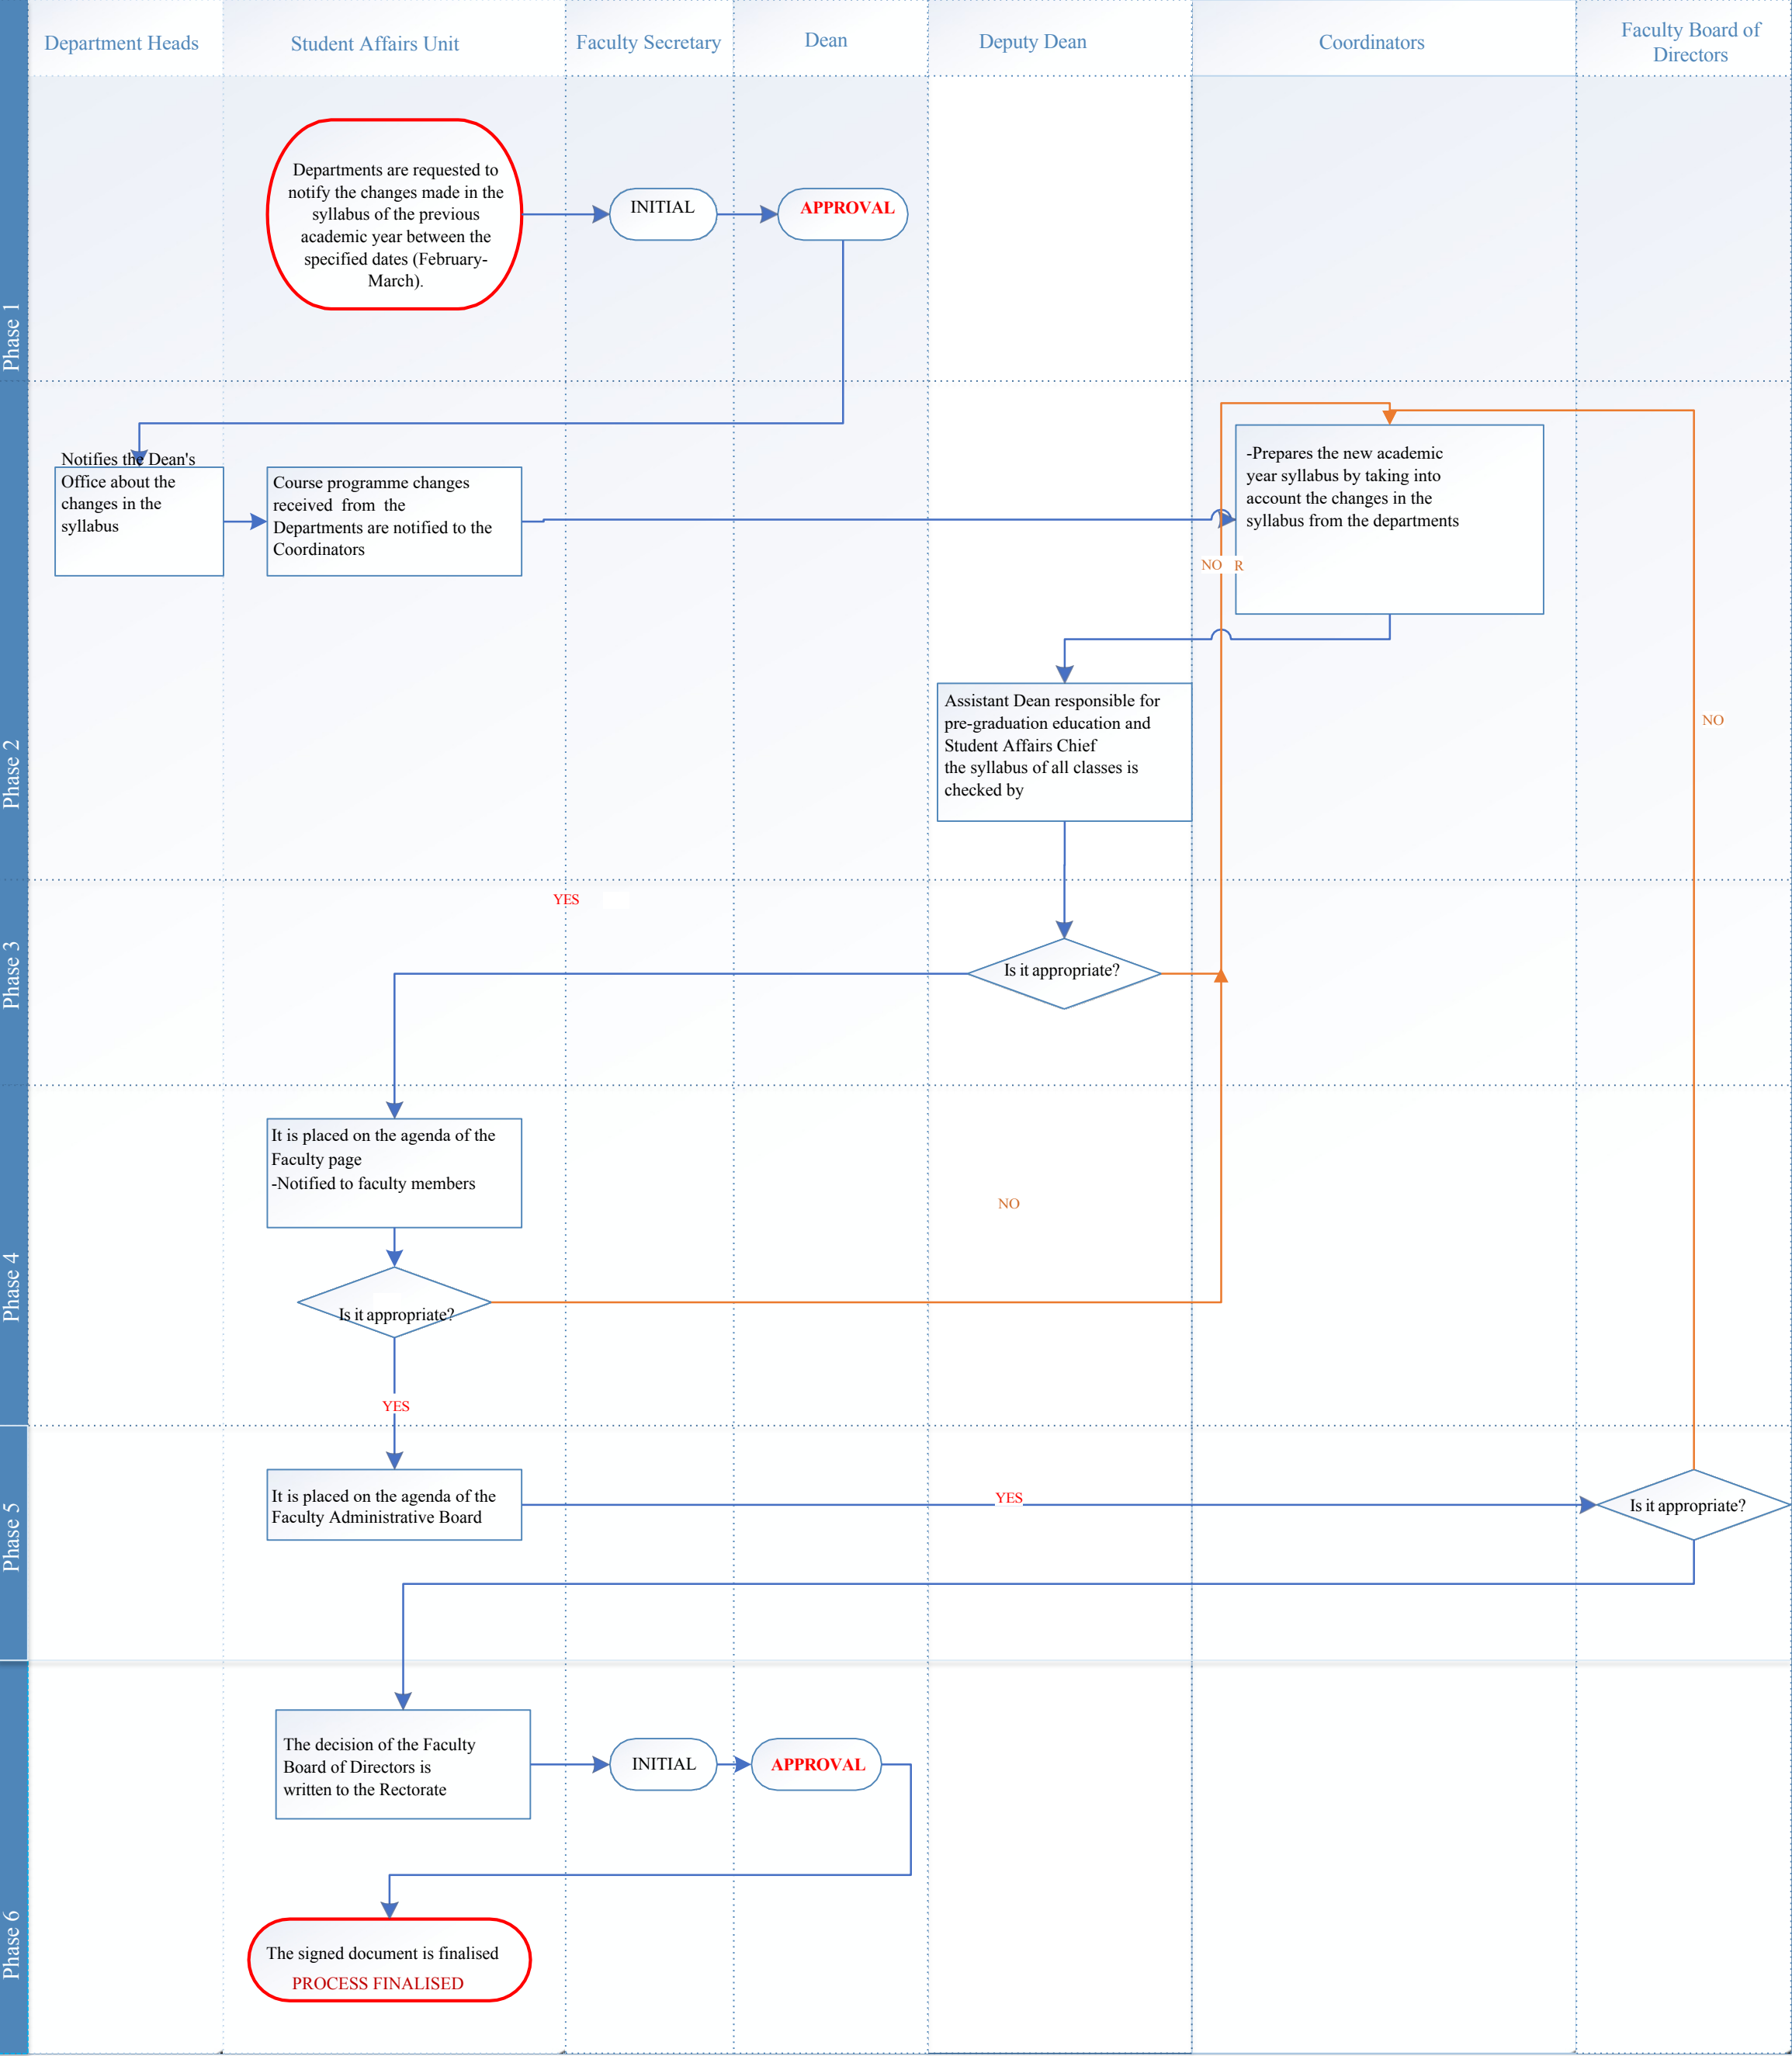 Department Heads
Student Affairs Unit
Faculty Secretary
Dean
Deputy Dean
Coordinators
Faculty Board of
Directors
Phase 1
Departments are requested to
notify the changes made in the
syllabus of the previous
academic year between the
specified dates (February-
March).
INITIAL
APPROVAL
Phase 2
Notifies the Dean's
Office about the
changes in the
syllabus
Course programme changes
received from the
Departments are notified to the
Coordinators
-Prepares the new academic
year syllabus by taking into
account the changes in the
syllabus from the departments
NO R
Assistant Dean responsible for
pre-graduation education and
Student Affairs Chief
the syllabus of all classes is
checked by
NO
Phase 3
YES
Is it appropriate?
Phase 4
It is placed on the agenda of the
Faculty page
-Notified to faculty members
NO
Is it appropriate?
YES
Phase 5
It is placed on the agenda of the
Faculty Administrative Board
YES
Is it appropriate?
Phase 6
The decision of the Faculty
Board of Directors is
written to the Rectorate
INITIAL
APPROVAL
The signed document is finalised
PROCESS FINALISED